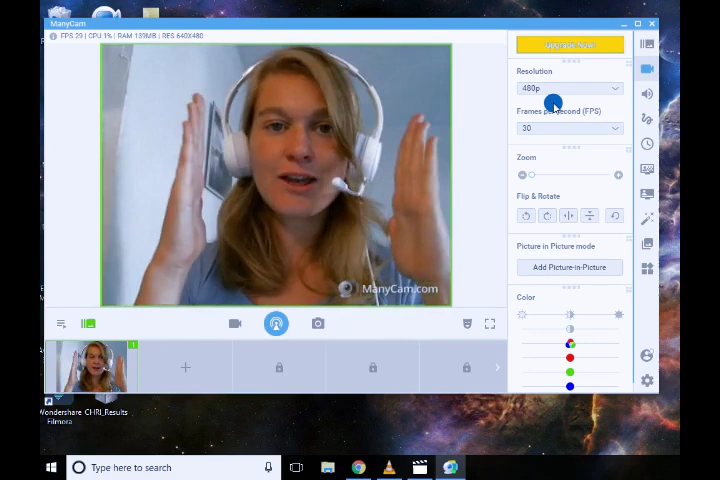 ManyCam
FPS 29 | CPU 1% | RAM 139MB | RES 640X480
Upgrade Now!
Resolution
480p
Frames per second (FPS)
30
Zoom
Flip & Rotate
Picture in Picture mode
Add Picture-in-Picture
Color
ManyCam.com
1
Wondershare
Filmora
CHRI_Results
Type here to search